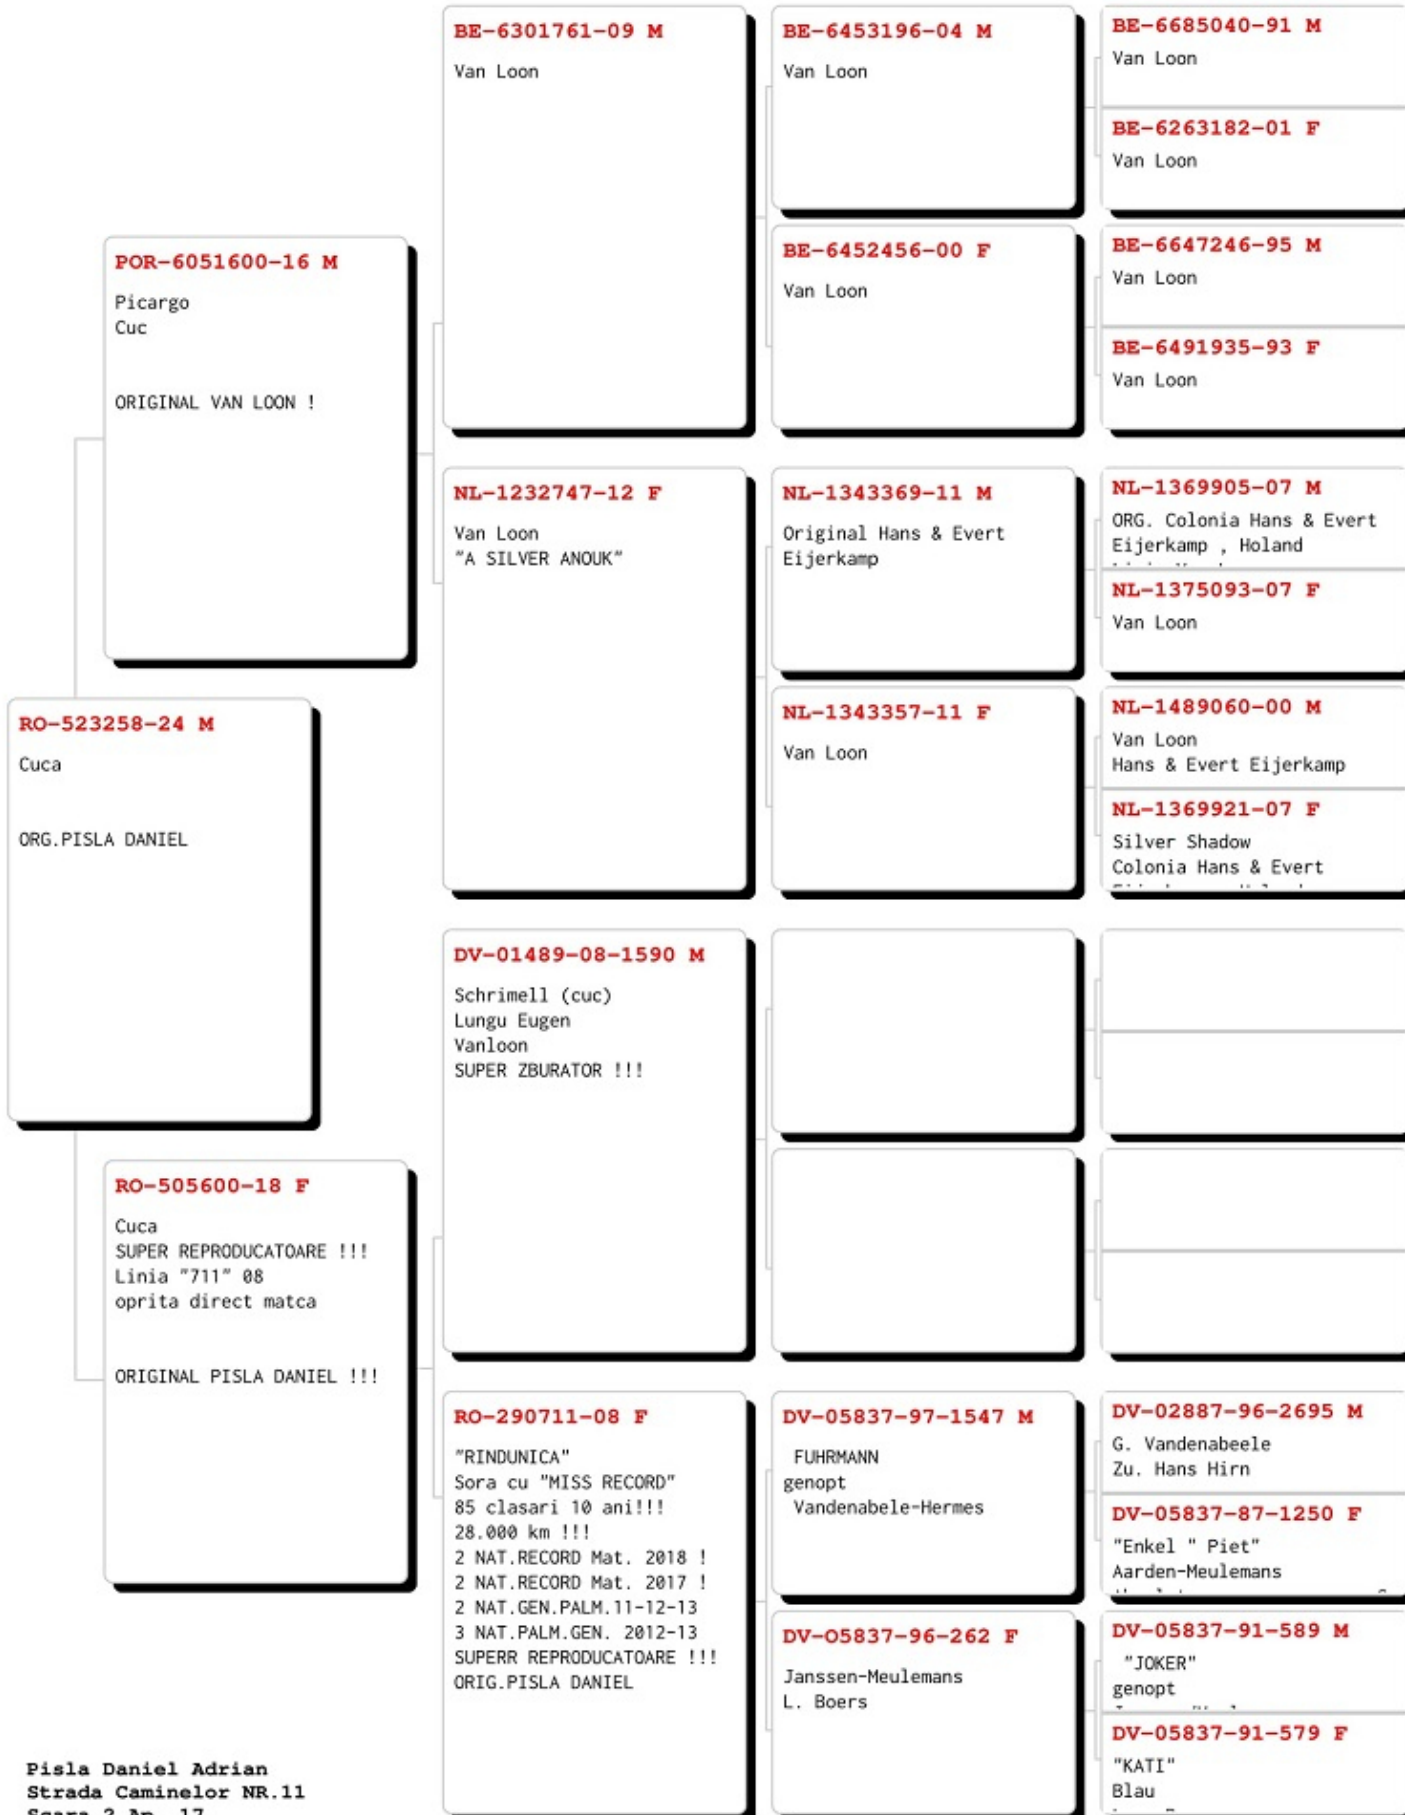 BE-6301761-09 M
Van Loon
BE-6453196-04 M
Van Loon
BE-6685040-91 M
Van Loon
BE-6263182-01 F
Van Loon
BE-6452456-00 F
Van Loon
BE-6647246-95 M
Van Loon
BE-6491935-93 F
Van Loon
POR-6051600-16 M
Picargo
Cuc
ORIGINAL VAN LOON !
NL-1232747-12 F
Van Loon
"A SILVER ANOUK"
NL-1343369-11 M
Original Hans & Evert
Eijerkamp
NL-1369905-07 M
ORG. Colonia Hans & Evert
Eijerkamp , Holand
NL-1375093-07 F
Van Loon
NL-1343357-11 F
Van Loon
NL-1489060-00 M
Van Loon
Hans & Evert Eijerkamp
NL-1369921-07 F
Silver Shadow
Colonia Hans & Evert
RO-523258-24 M
Cuca
ORG.PISLA DANIEL
DV-01489-08-1590 M
Schrimell (cuc)
Lungu Eugen
Vanloon
SUPER ZBURATOR !!!
RO-505600-18 F
Cuca
SUPER REPRODUCATOARE !!!
Linia "711" 08
oprita direct matca
ORIGINAL PISLA DANIEL !!!
RO-290711-08 F
"RINDUNICA"
Sora cu "MISS RECORD"
85 clasari 10 ani!!!
28.000 km !!!
2 NAT.RECORD Mat. 2018 !
2 NAT.RECORD Mat. 2017 !
2 NAT.GEN.PALM.11-12-13
3 NAT.PALM.GEN. 2012-13
SUPERR REPRODUCATOARE !!!
ORIG.PISLA DANIEL
DV-05837-97-1547 M
FUHRMANN
genopt
Vandenabele-Hermes
DV-02887-96-2695 M
G. Vandenabeele
Zu. Hans Hirn
DV-05837-87-1250 F
"Enkel " Piet"
Aarden-Meulemans
DV-O5837-96-262 F
Janssen-Meulemans
L. Boers
DV-05837-91-589 M
"JOKER"
genopt
DV-05837-91-579 F
"KATI"
Blau
Pisla Daniel Adrian
Strada Caminelor NR.11
Scara 2 Ap. 17